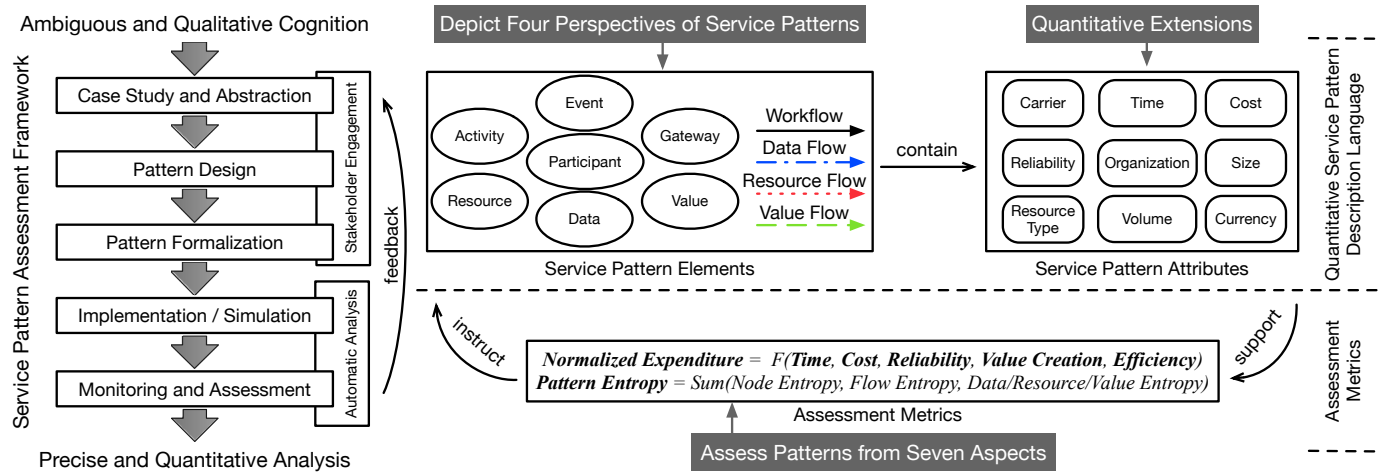 Ambiguous and Qualitative Cognition
Service Pattern Assessment Framework
Case Study and Abstraction
Pattern Design
Pattern Formalization
Implementation / Simulation
Monitoring and Assessment
Precise and Quantitative Analysis
Stakeholder Engagement
Automatic Analysis
feedback
Depict Four Perspectives of Service Patterns
Event
Activity
Gateway
Participant
Resource
Value
Data
Workflow
Data Flow
Resource Flow
Value Flow
Service Pattern Elements
contain
Quantitative Extensions
Carrier
Time
Cost
Reliability
Organization
Size
Resource
Type
Volume
Currency
Service Pattern Attributes
Quantitative Service Pattern
Description Language
instruct
support
Normalized Expenditure = F(Time, Cost, Reliability, Value Creation, Efficiency)
Pattern Entropy = Sum(Node Entropy, Flow Entropy, Data/Resource/Value Entropy)
Assessment Metrics
Assess Patterns from Seven Aspects
Assessment
Metrics